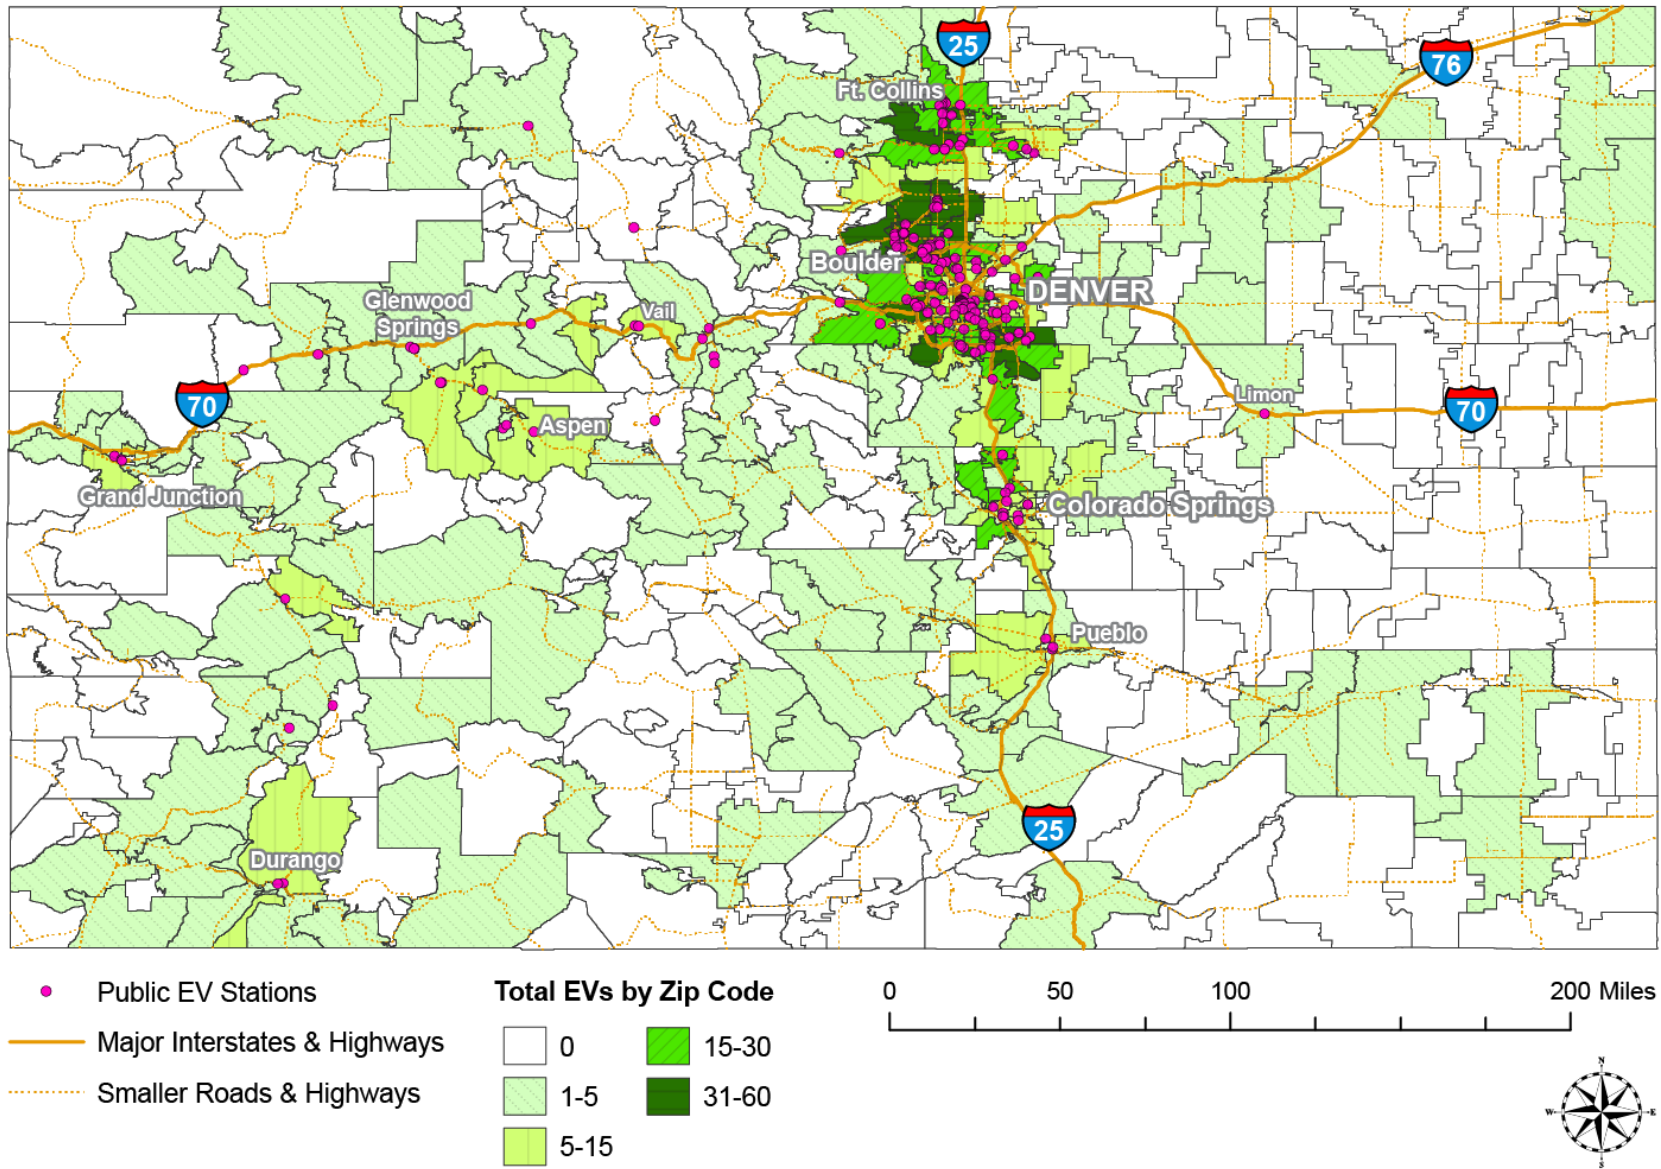 25
76
Ft. Collins
Boulder
DENVER
Glenwood
Springs
Vail
70
Limon
70
Aspen
Grand Junction
Colorado Springs
Pueblo
25
Durango
Public EV Stations
Major Interstates & Highways
Smaller Roads & Highways
Total EVs by Zip Code
0
1-5
5-15
15-30
31-60
0 50 100 200 Miles
N
W E
S